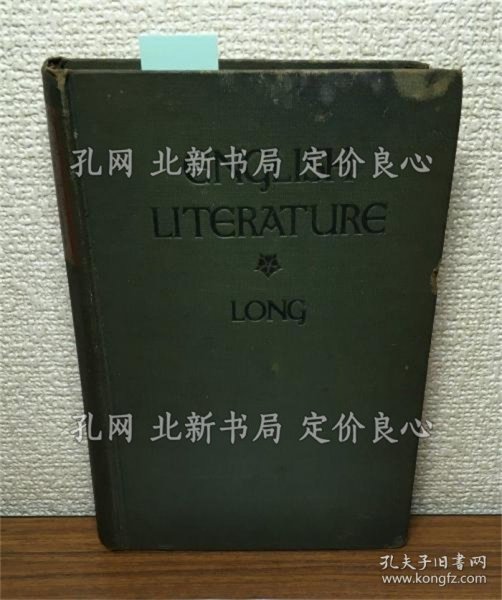 孔网 北新书局 定价良心
ENGLISH
LITERATURE
LONG
孔网 北新书局 定价良心
孔夫子旧书网
www.kongfz.com